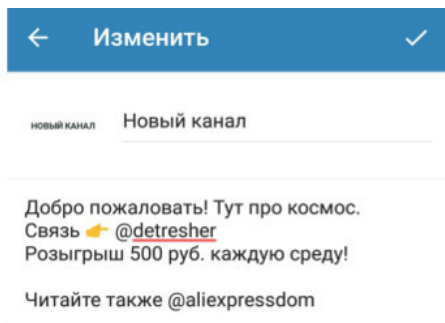 Изменить
НОВЫЙ КАНАЛ Новый канал
Добро пожаловать! Тут про космос.
Связь 👉 @detresher
Розыгрыш 500 руб. каждую среду!
Читайте также @aliexpressdom